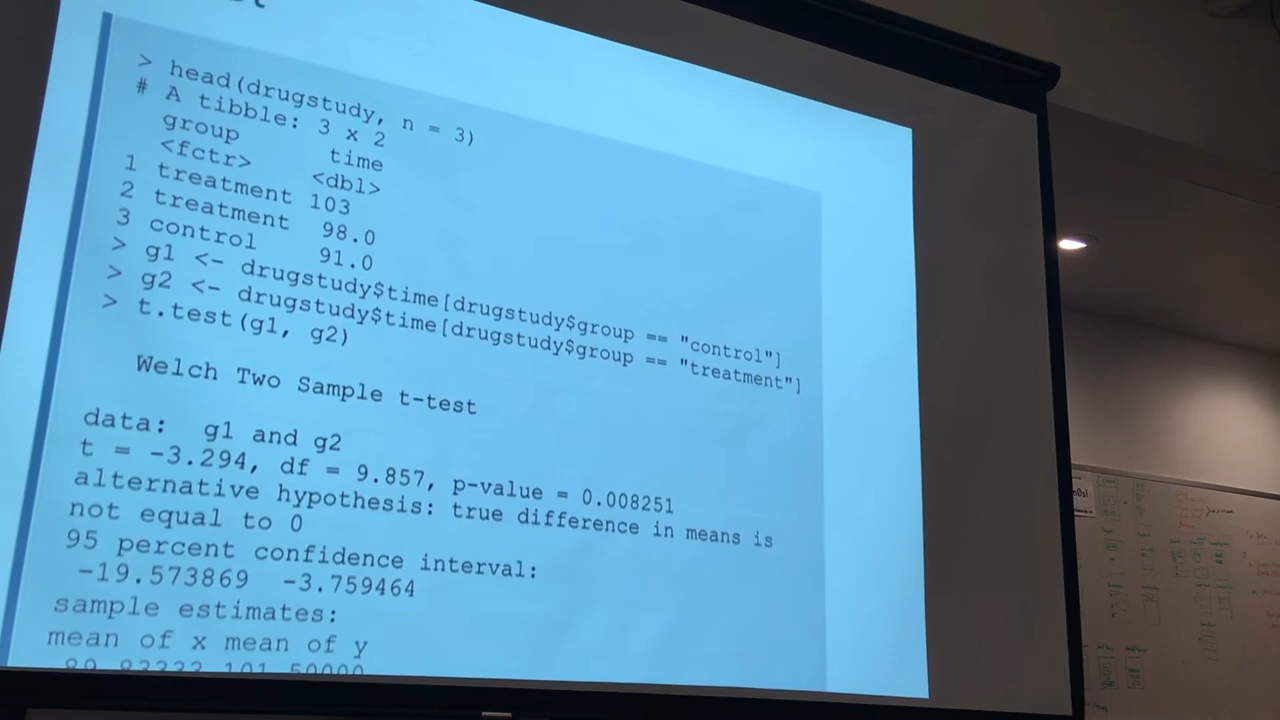 > head(drugstudy, n = 3)
# A tibble: 3 x 2
group time
<fctr> <dbl>
1 treatment 103
2 treatment 98.0
3 control 91.0
> g1 <- drugstudy$time[drugstudy$group == "control"]
> g2 <- drugstudy$time[drugstudy$group == "treatment"]
> t.test(g1, g2)
Welch Two Sample t-test
data: g1 and g2
t = -3.294, df = 9.857, p-value = 0.008251
alternative hypothesis: true difference in means is
not equal to 0
95 percent confidence interval:
-19.573869 -3.759464
sample estimates:
mean of x mean of y
89.83333 101.50000